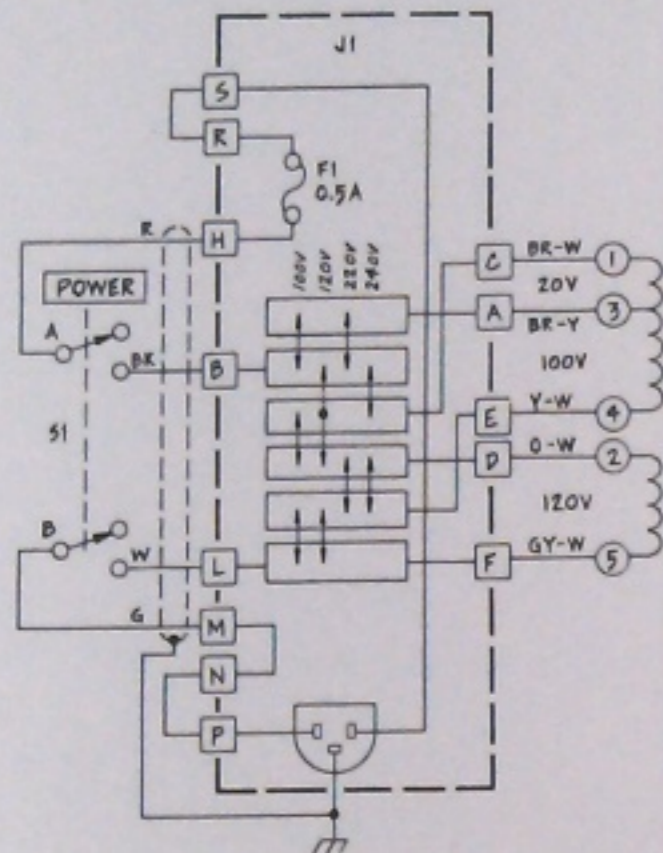 J1
S
R
F1
0.5A
R
H
100V
120V
220V
240V
C
BR-W
1
20V
POWER
A
BR-Y
3
A
BK
B
100V
E
Y-W
4
S1
D
O-W
2
120V
B
W
L
F
GY-W
5
G
M
N
P